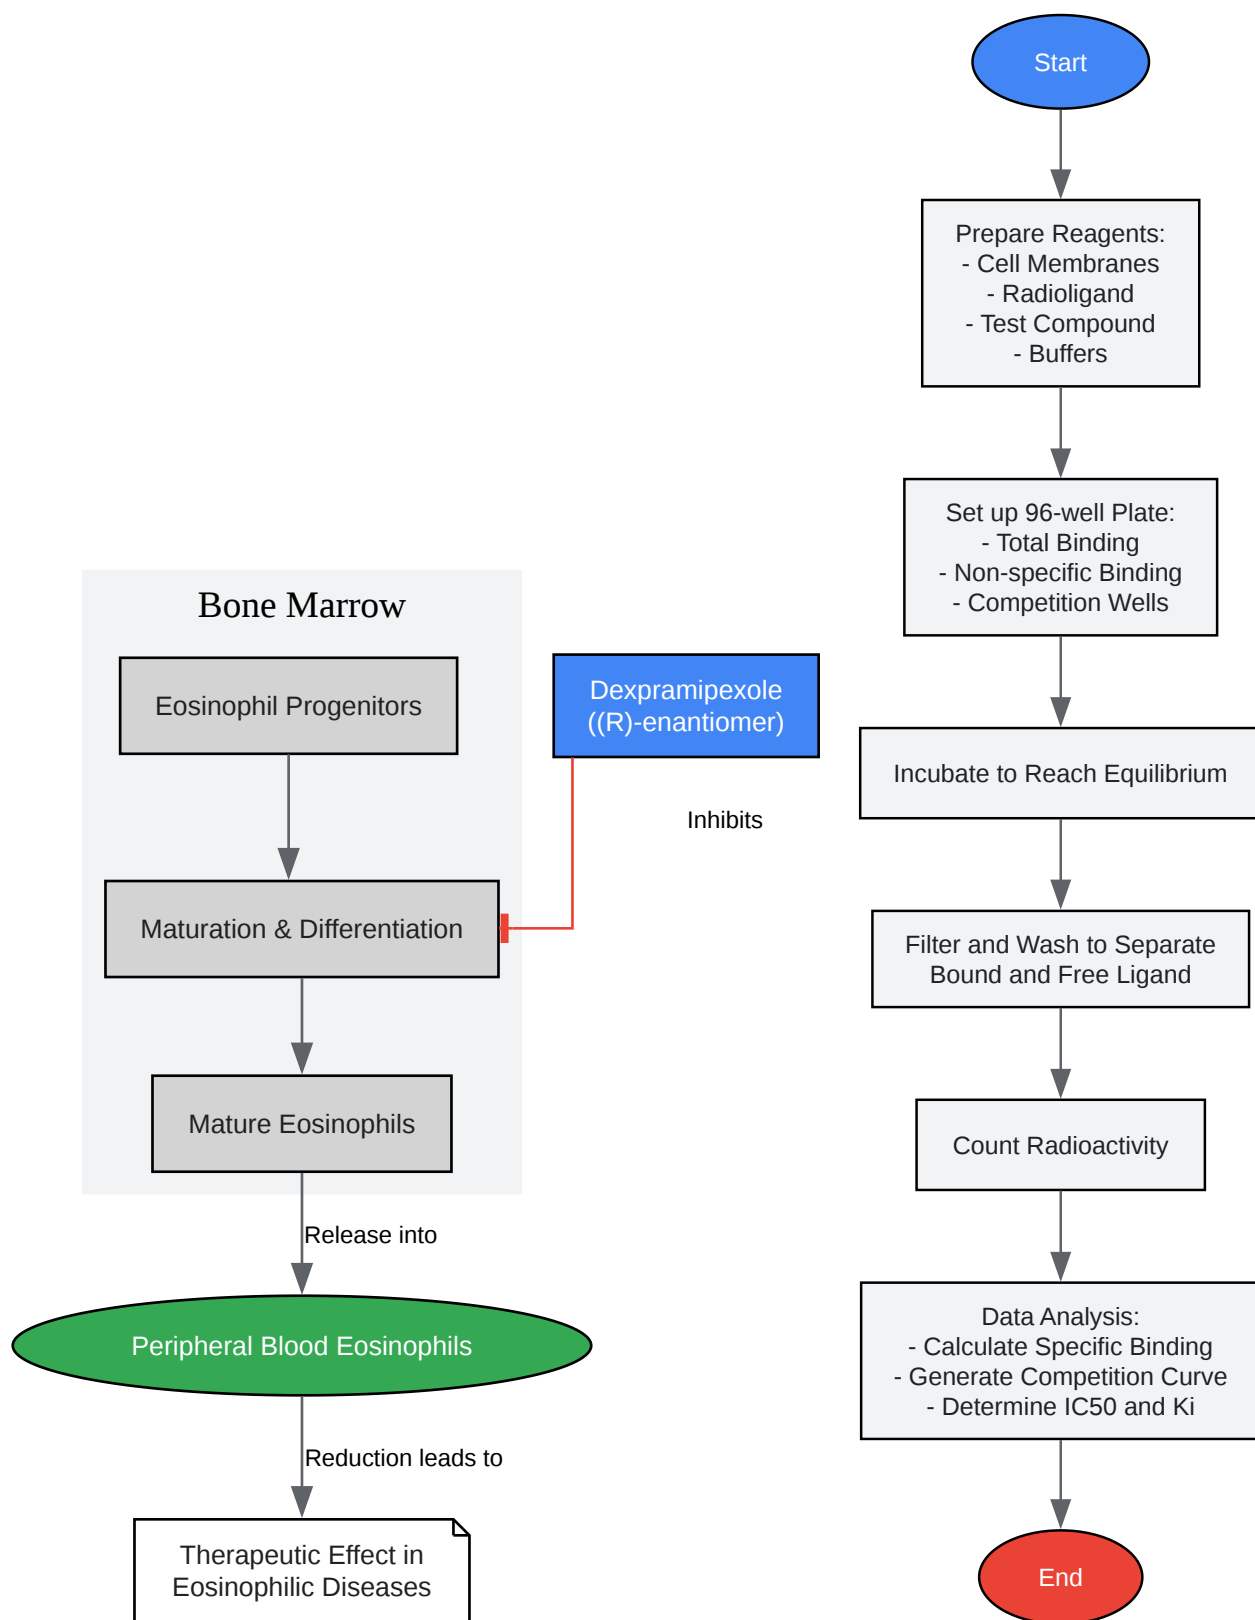 Bone Marrow
Eosinophil Progenitors
Dexpramipexole
((R)-enantiomer)
Inhibits
Maturation & Differentiation
Mature Eosinophils
Release into
Peripheral Blood Eosinophils
Reduction leads to
Therapeutic Effect in
Eosinophilic Diseases
Start
Prepare Reagents:
- Cell Membranes
- Radioligand
- Test Compound
- Buffers
Set up 96-well Plate:
- Total Binding
- Non-specific Binding
- Competition Wells
Incubate to Reach Equilibrium
Filter and Wash to Separate
Bound and Free Ligand
Count Radioactivity
Data Analysis:
- Calculate Specific Binding
- Generate Competition Curve
- Determine IC50 and Ki
End